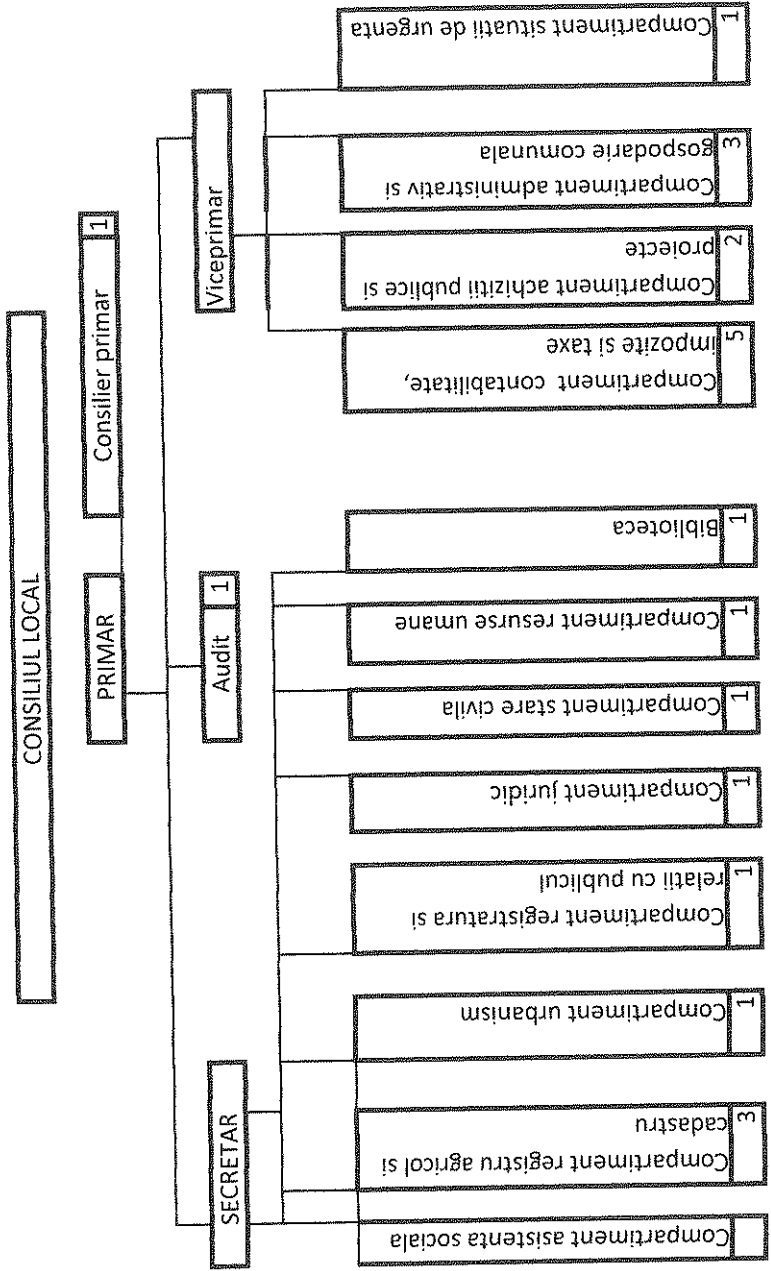 CONSILIUL LOCAL
PRIMAR
Consilier primar 1
SECRETAR
Audit 1
Viceprimar
Compartiment asistenta sociala
Compartiment registru agricol si
cadastru
3
Compartiment urbanism
1
Compartiment registratura si
relatii cu publicul
1
Compartiment juridic
1
Compartiment stare civila
1
Compartiment resurse umane
1
Biblioteca
1
Compartiment contabilitate,
impozite si taxe
5
Compartiment achizitii publice si
proiecte
2
Compartiment administrativ si
gospodarie comunala
3
Compartiment situatii de urgenta
1